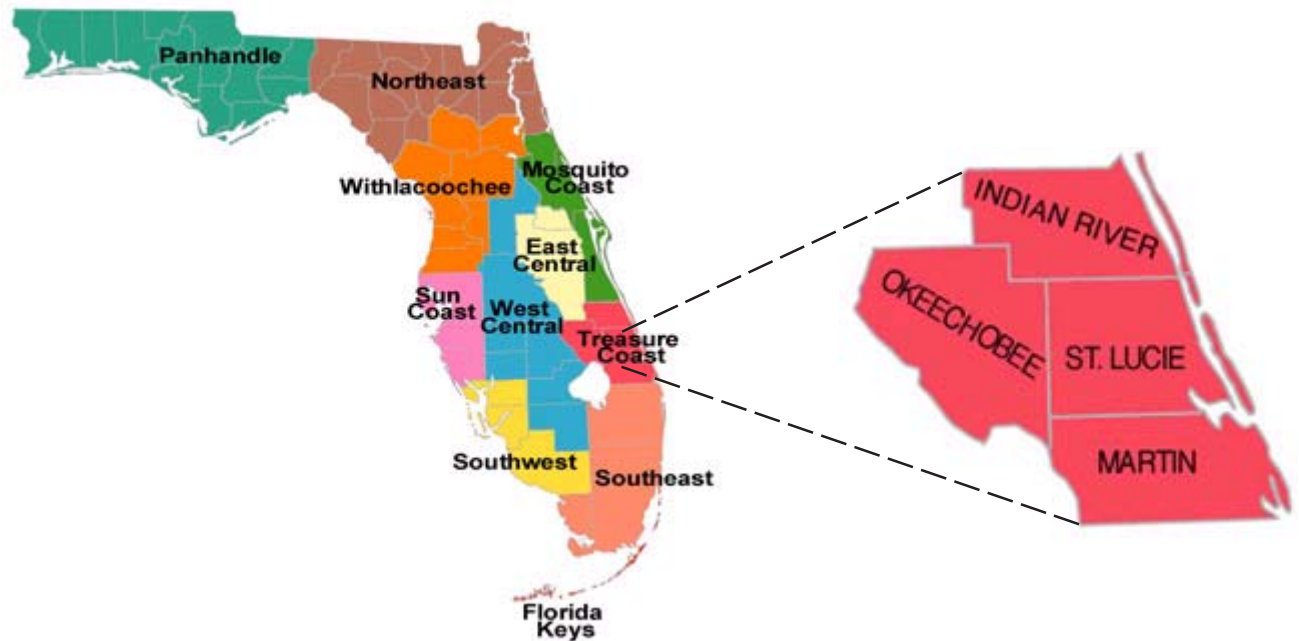 Panhandle
Northeast
Mosquito
Coast
Withlacoochee
East
Central
Sun
Coast
West
Central
Treasure
Coast
Southwest
Southeast
Florida
Keys
INDIAN RIVER
OKEECHOBEE
ST. LUCIE
MARTIN